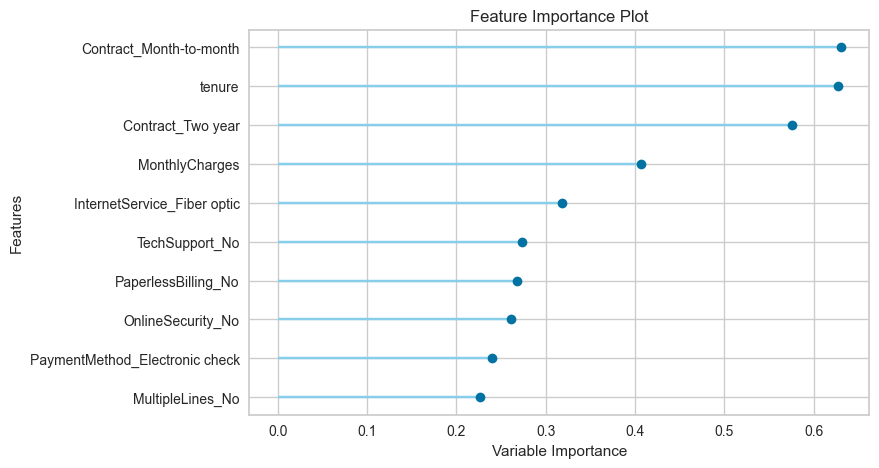 Feature Importance Plot
Features
Contract_Month-to-month
tenure
Contract_Two year
MonthlyCharges
InternetService_Fiber optic
TechSupport_No
PaperlessBilling_No
OnlineSecurity_No
PaymentMethod_Electronic check
MultipleLines_No
0.0 0.1 0.2 0.3 0.4 0.5 0.6
Variable Importance